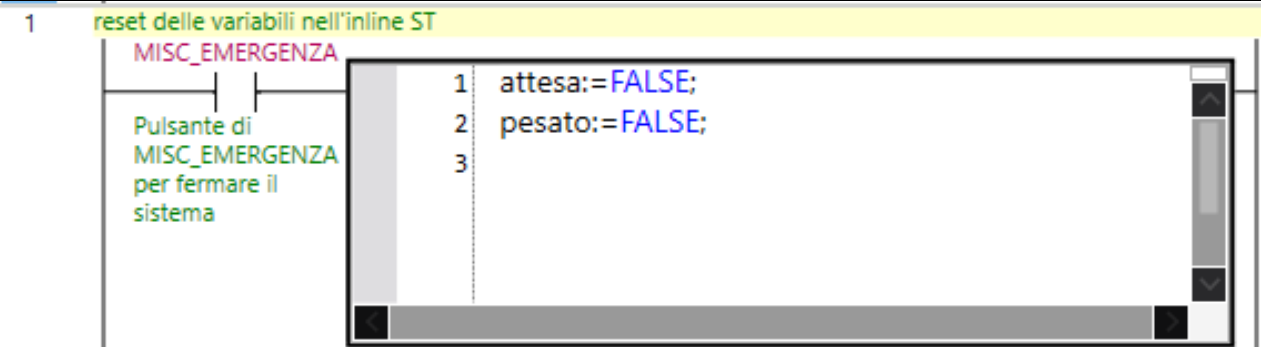 1
reset delle variabili nell'inline ST
MISC_EMERGENZA
Pulsante di
MISC_EMERGENZA
per fermare il
sistema
1 attesa:=FALSE;
2 pesato:=FALSE;
3